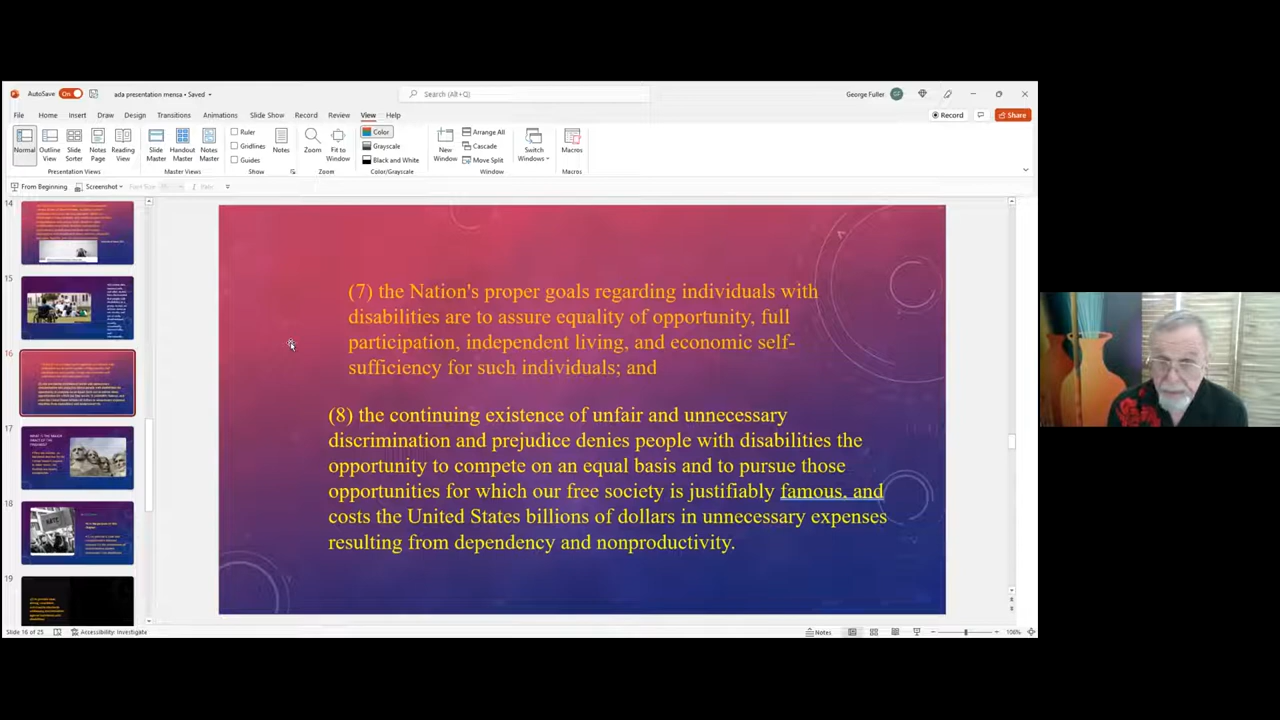 AutoSave On ada presentation mensa • Saved Search (Alt+Q) George Fuller
File Home Insert Draw Design Transitions Animations Slide Show Record Review View Help Record Share
Normal Outline View Slide Sorter Notes Page Reading View Slide Master Handout Master Notes Master Ruler Gridlines Guides Notes Zoom Fit to Window Color Grayscale Black and White New Window Arrange All Cascade Move Split Switch Windows Macros
Presentation Views Master Views Show Zoom Color/Grayscale Window Macros
From Beginning Screenshot Font Size
14
15
16
17
18
19
(7) the Nation's proper goals regarding individuals with
disabilities are to assure equality of opportunity, full
participation, independent living, and economic self-
sufficiency for such individuals; and
(8) the continuing existence of unfair and unnecessary
discrimination and prejudice denies people with disabilities the
opportunity to compete on an equal basis and to pursue those
opportunities for which our free society is justifiably famous. and
costs the United States billions of dollars in unnecessary expenses
resulting from dependency and nonproductivity.
Slide 16 of 25 Accessibility: Investigate Notes 100%